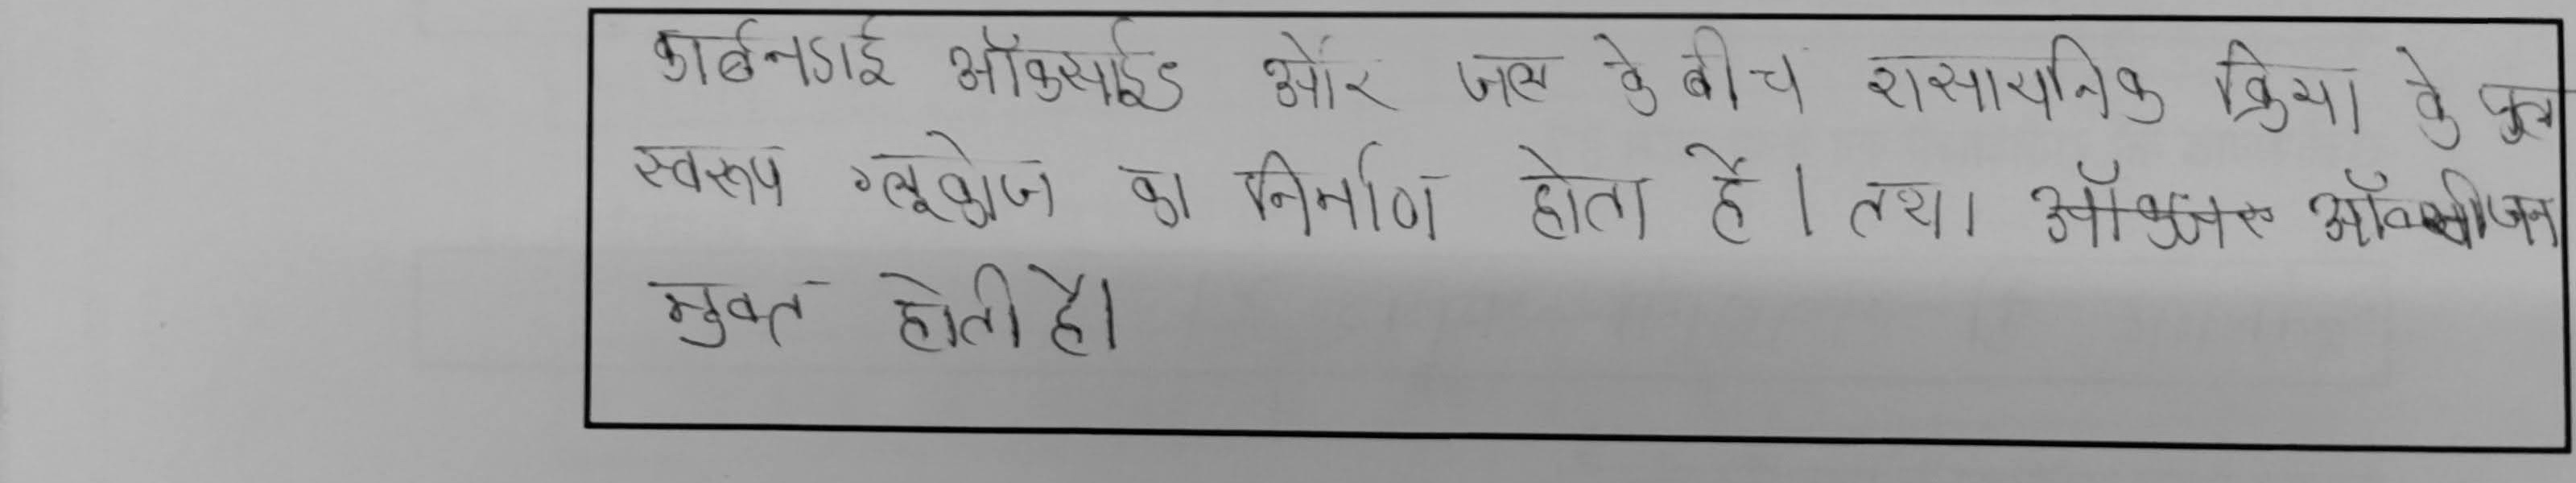 कार्बनडाई ऑक्साईड और जल के बीच रासायनिक क्रिया के फल
स्वरूप ग्लूकोज का निर्माण होता है। तथा ऑक्सीजन
मुक्त होती है।